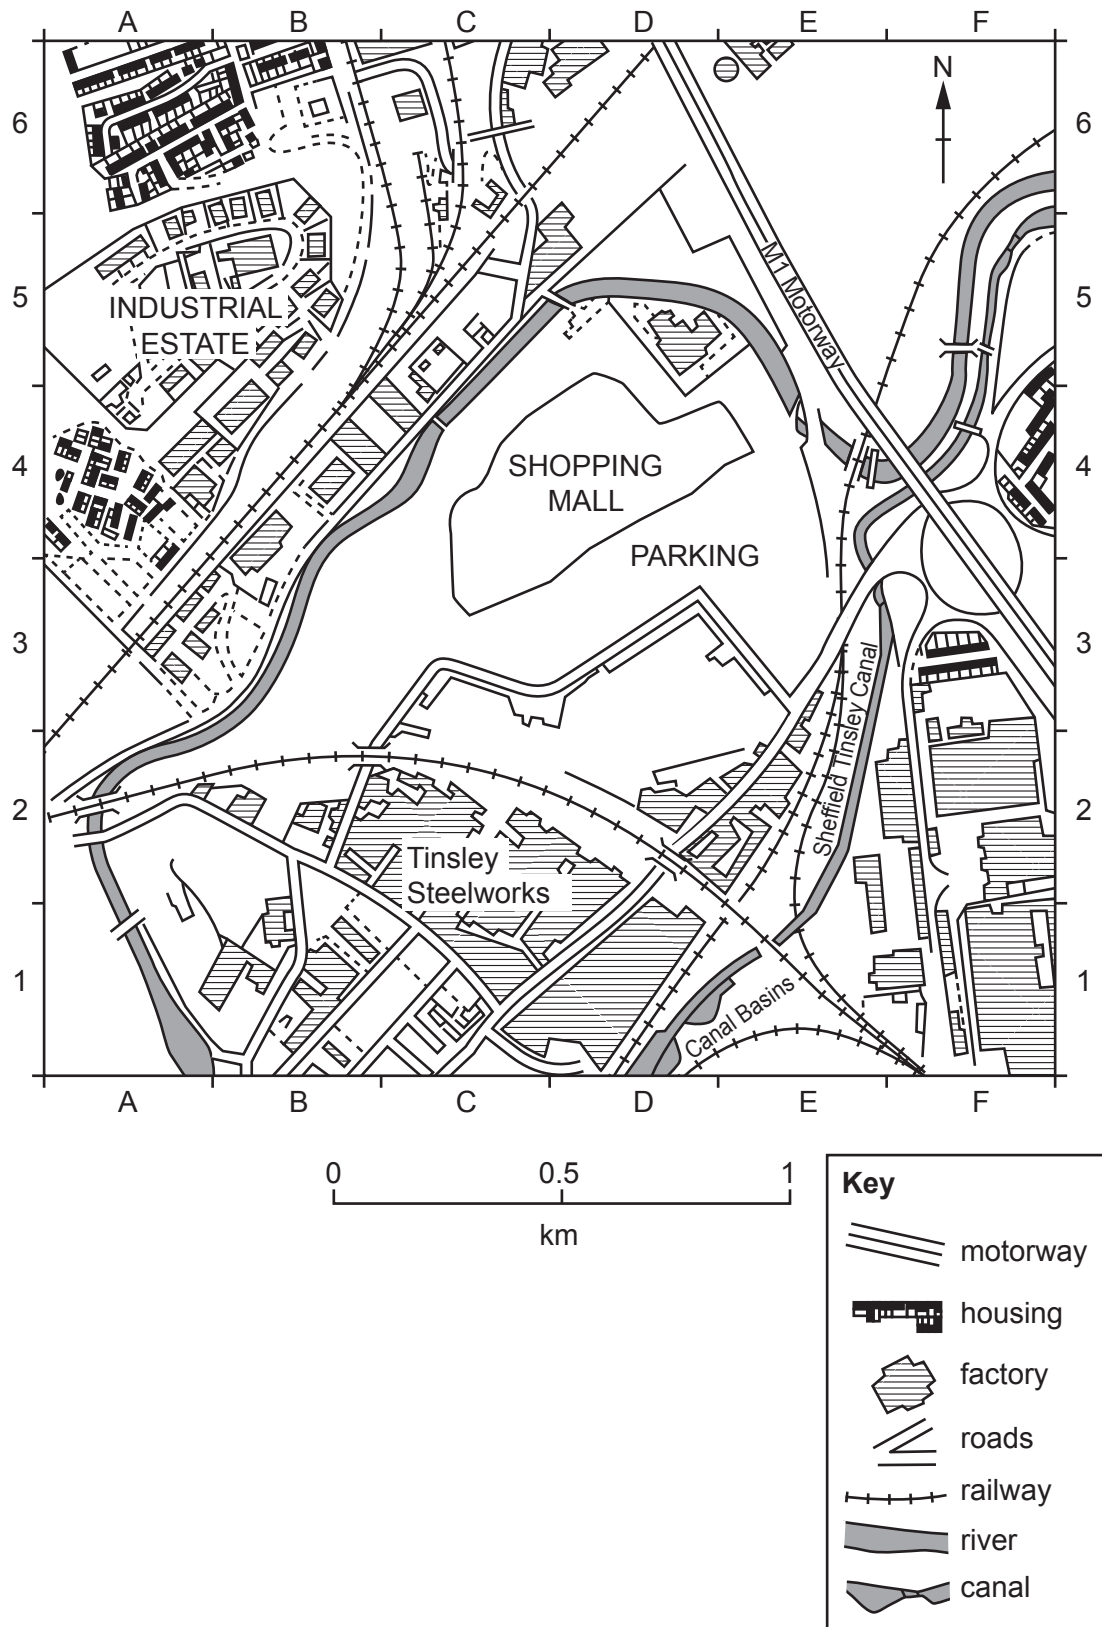 A B C D E F
N
6 6
M1 Motorway
5 5
INDUSTRIAL
ESTATE
4 4
SHOPPING
MALL
PARKING
3 3
Sheffield Tinsley Canal
2 2
Tinsley
Steelworks
1 1
Canal Basins
A B C D E F
0 0.5 1
km
Key
motorway
housing
factory
roads
railway
river
canal